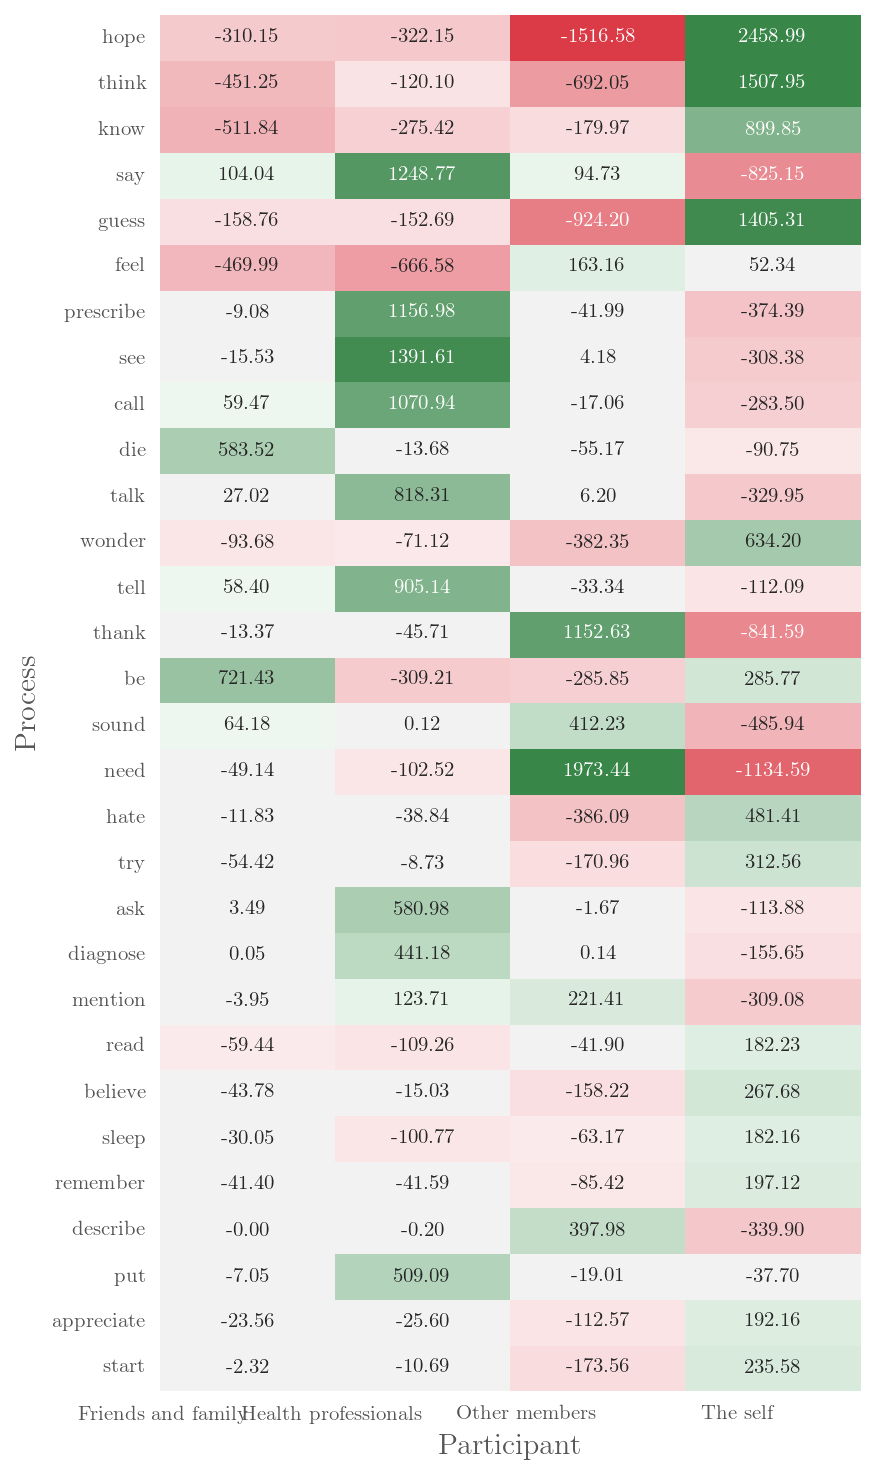 hope -310.15 -322.15 -1516.58 2458.99
think -451.25 -120.10 -692.05 1507.95
know -511.84 -275.42 -179.97 899.85
say 104.04 1248.77 94.73 -825.15
guess -158.76 -152.69 -924.20 1405.31
feel -469.99 -666.58 163.16 52.34
prescribe -9.08 1156.98 -41.99 -374.39
see -15.53 1391.61 4.18 -308.38
call 59.47 1070.94 -17.06 -283.50
die 583.52 -13.68 -55.17 -90.75
talk 27.02 818.31 6.20 -329.95
wonder -93.68 -71.12 -382.35 634.20
tell 58.40 905.14 -33.34 -112.09
thank -13.37 -45.71 1152.63 -841.59
be 721.43 -309.21 -285.85 285.77
sound 64.18 0.12 412.23 -485.94
need -49.14 -102.52 1973.44 -1134.59
hate -11.83 -38.84 -386.09 481.41
try -54.42 -8.73 -170.96 312.56
ask 3.49 580.98 -1.67 -113.88
diagnose 0.05 441.18 0.14 -155.65
mention -3.95 123.71 221.41 -309.08
read -59.44 -109.26 -41.90 182.23
believe -43.78 -15.03 -158.22 267.68
sleep -30.05 -100.77 -63.17 182.16
remember -41.40 -41.59 -85.42 197.12
describe -0.00 -0.20 397.98 -339.90
put -7.05 509.09 -19.01 -37.70
appreciate -23.56 -25.60 -112.57 192.16
start -2.32 -10.69 -173.56 235.58
Friends and family Health professionals Other members The self
Participant
Process